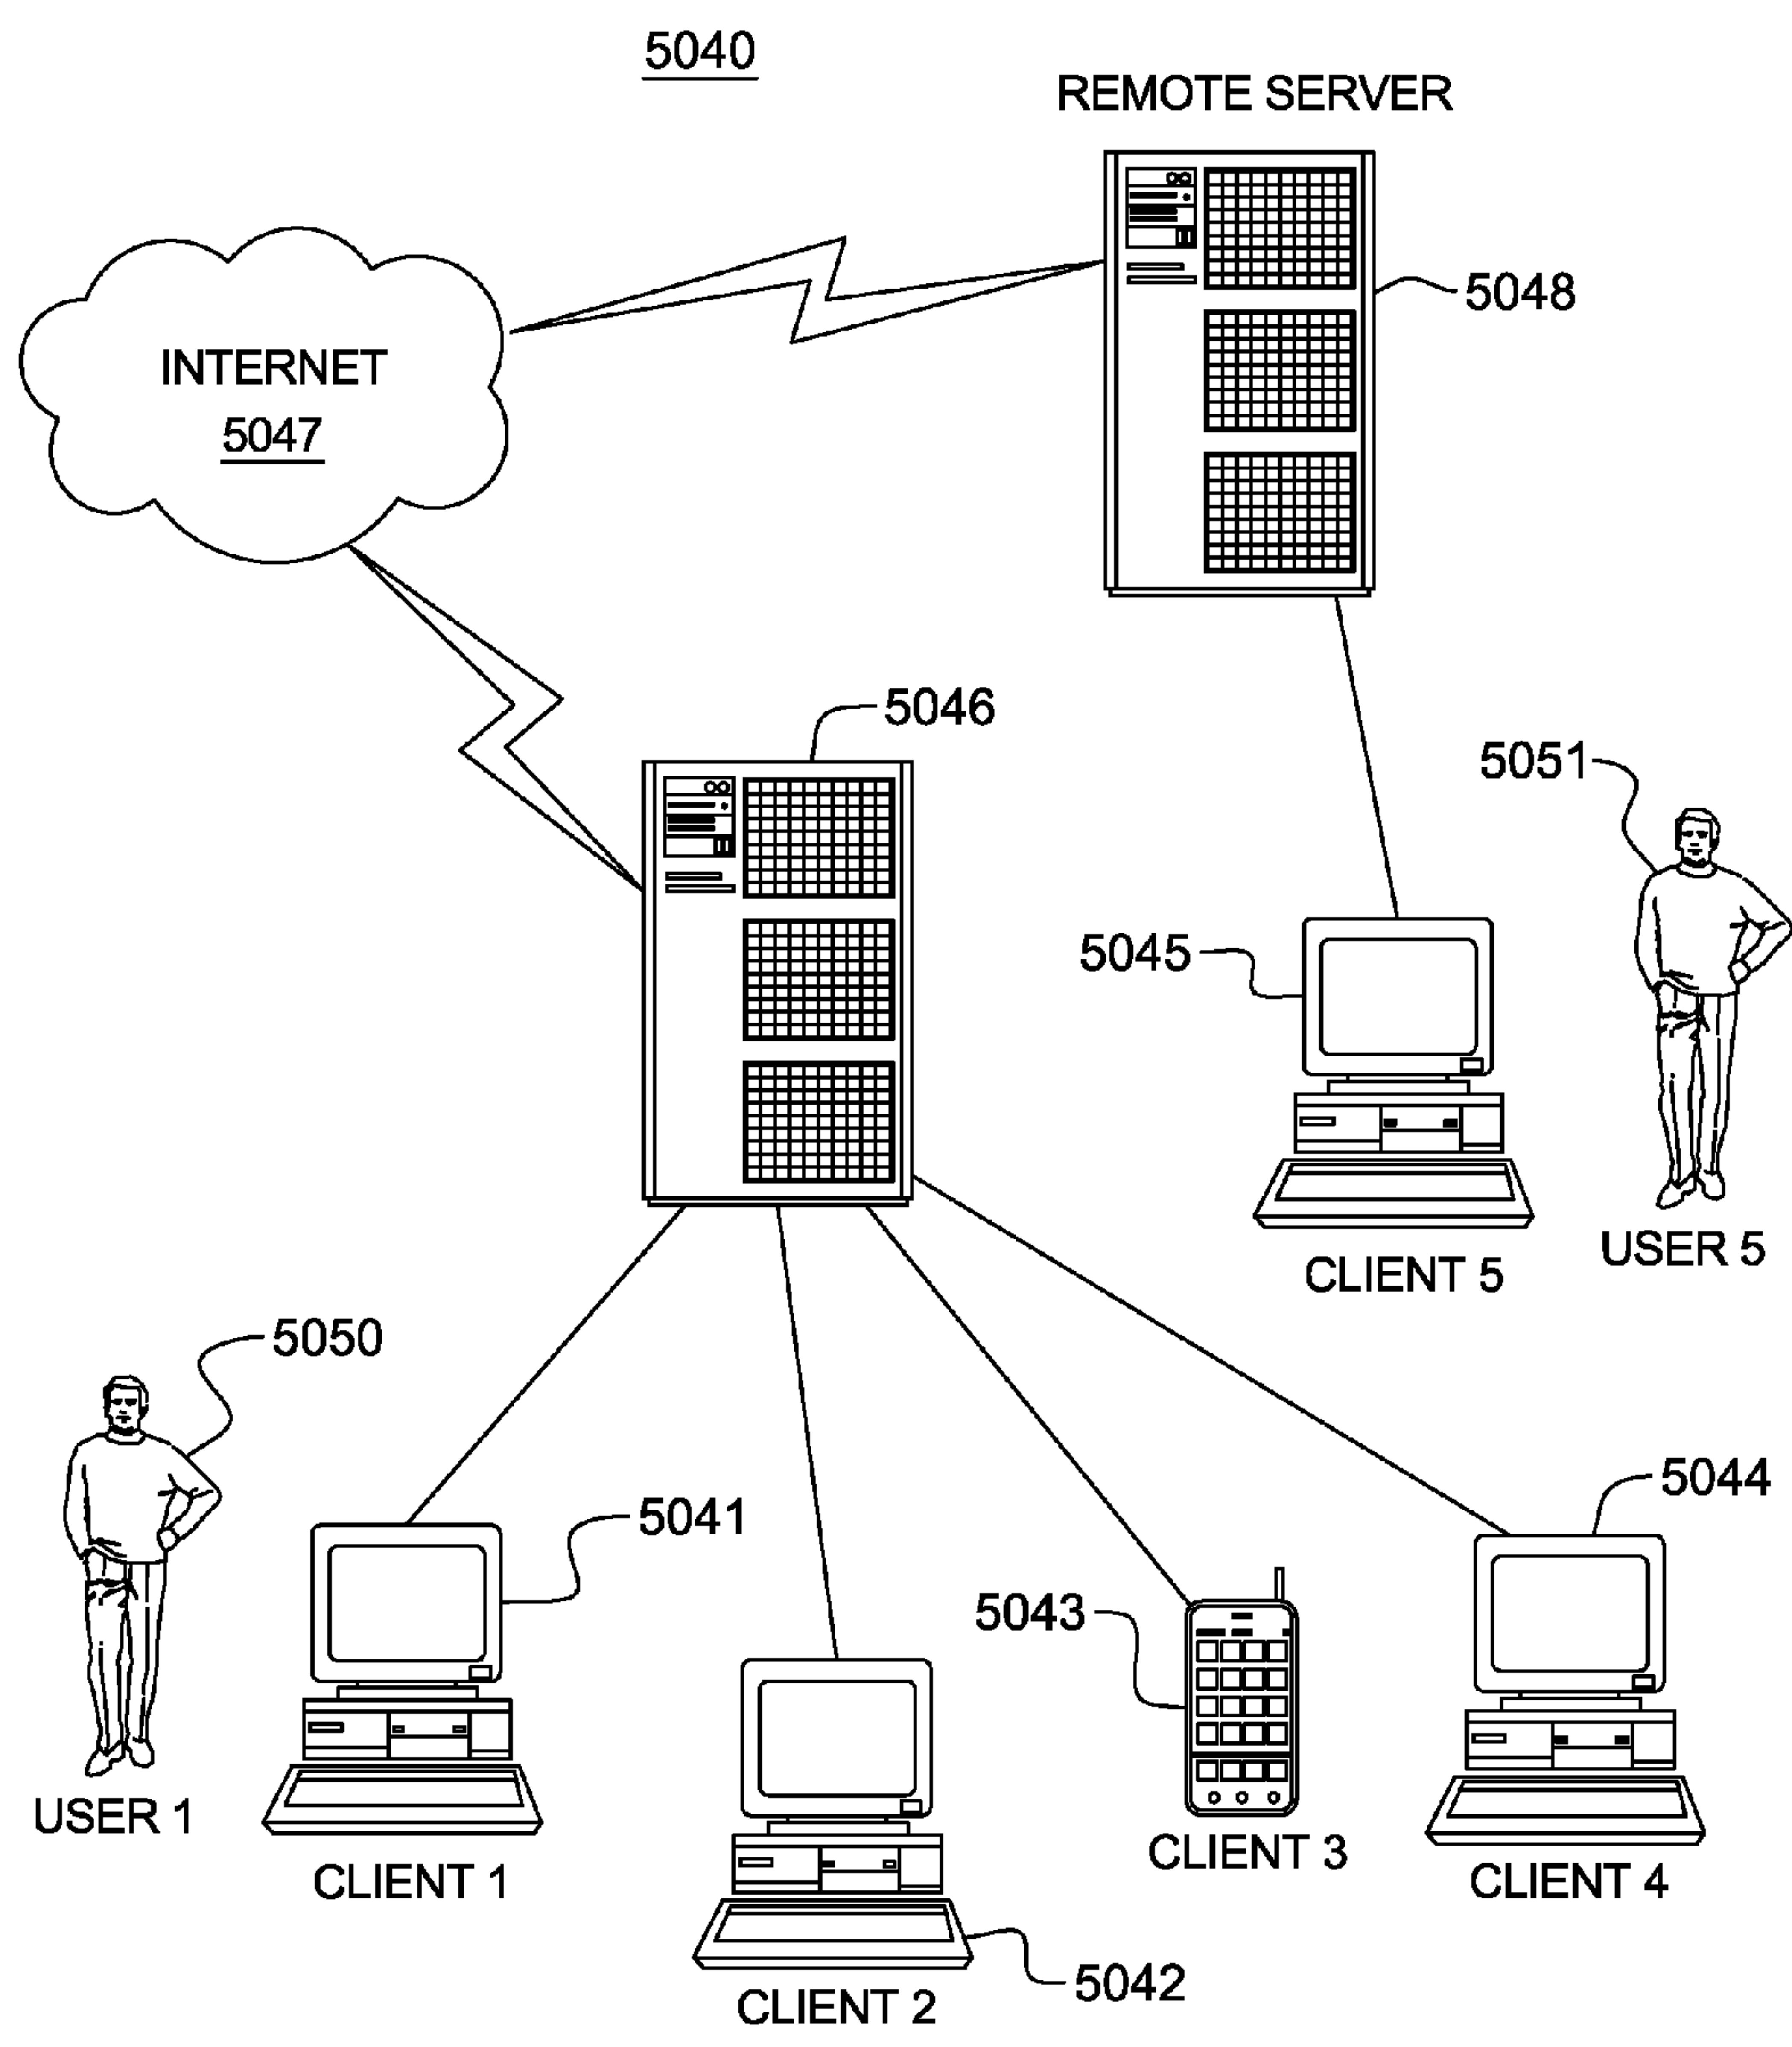 5040
REMOTE SERVER
5048
INTERNET
5047
5046
5051
5045
USER 5
CLIENT 5
5050
5044
5041
5043
USER 1
CLIENT 1
CLIENT 3
CLIENT 4
5042
CLIENT 2